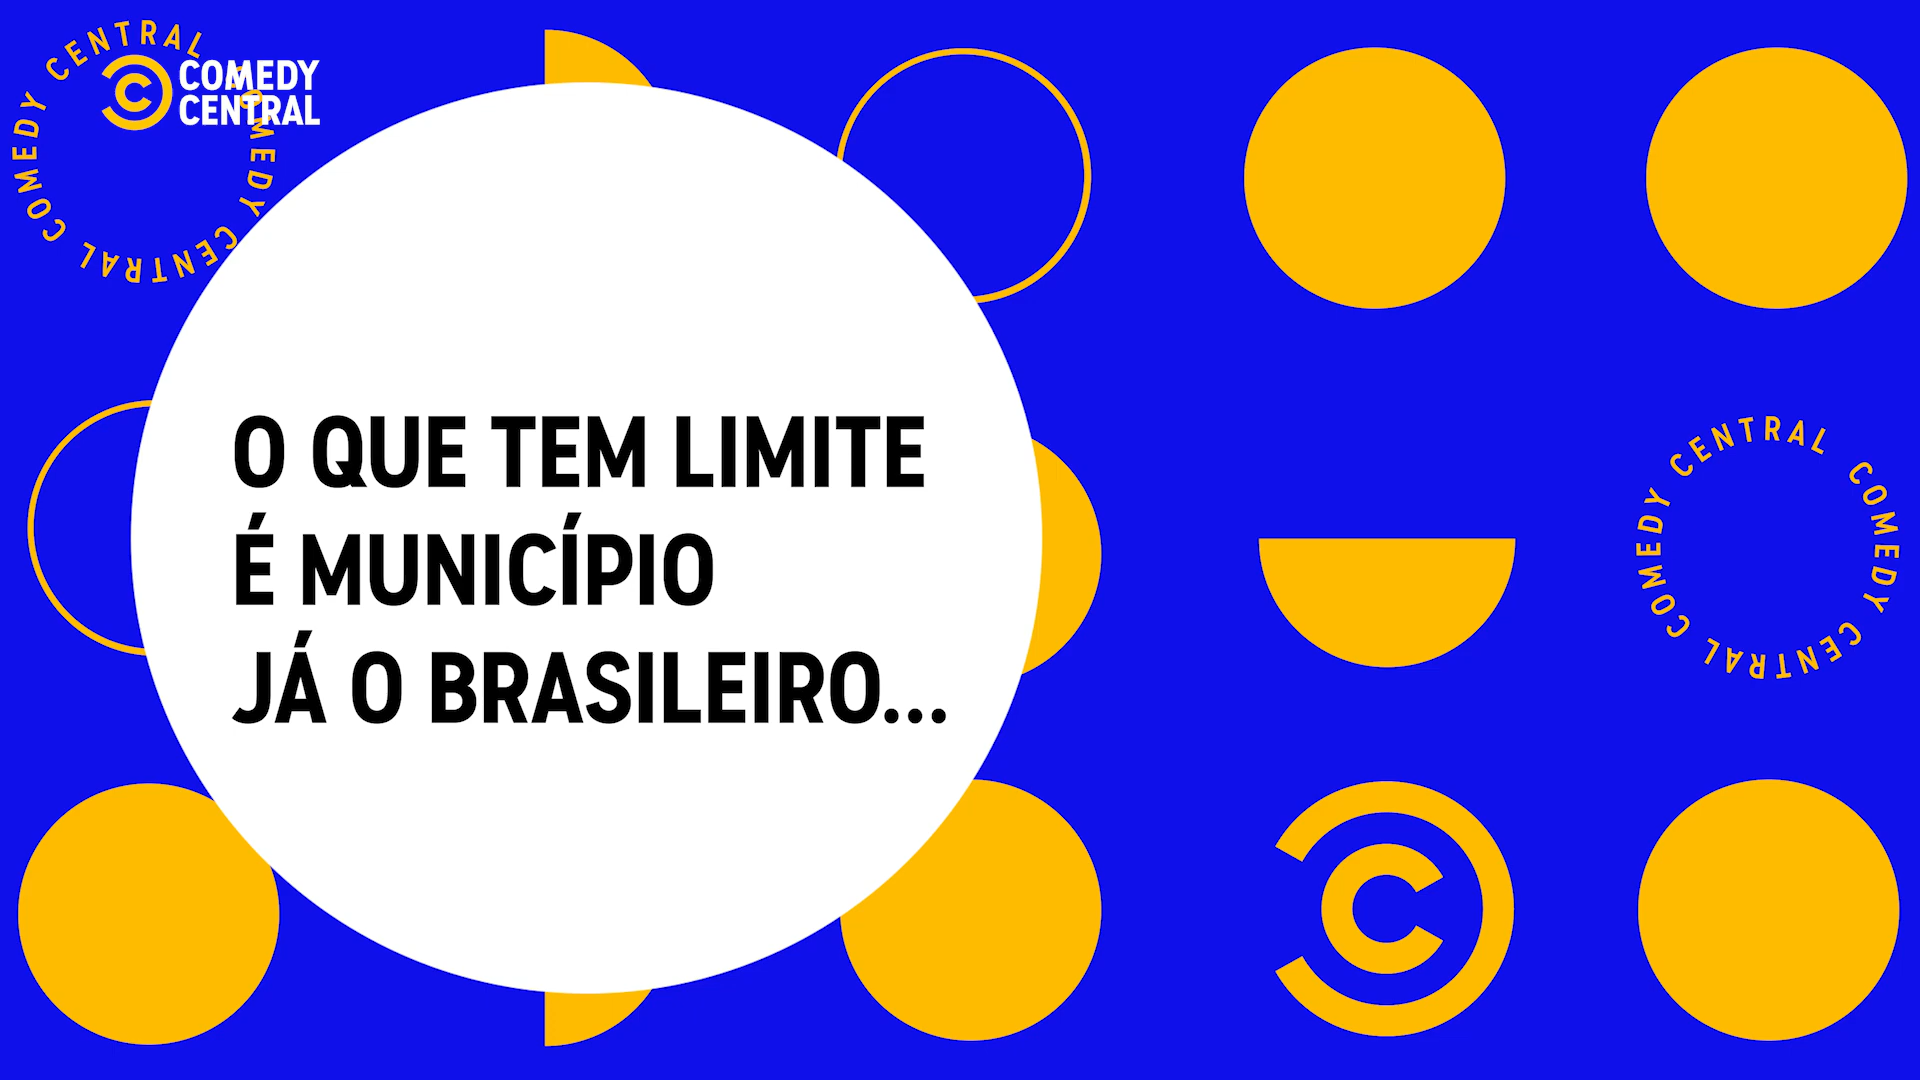 COMEDY
CENTRAL
COMEDY CENTRAL COMEDY CENTRAL
O QUE TEM LIMITE
É MUNICÍPIO
JÁ O BRASILEIRO...
COMEDY CENTRAL COMEDY CENTRAL